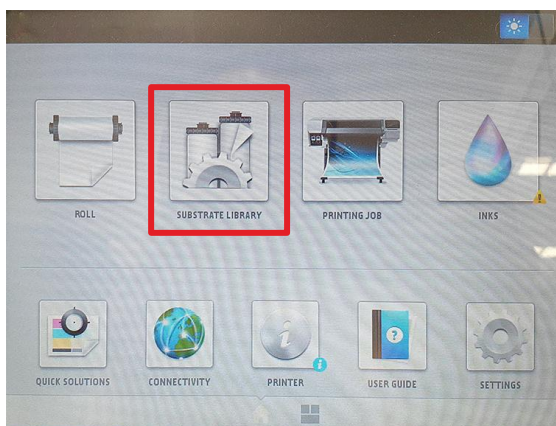 ROLL
SUBSTRATE LIBRARY
PRINTING JOB
INKS
QUICK SOLUTIONS
CONNECTIVITY
PRINTER
USER GUIDE
SETTINGS